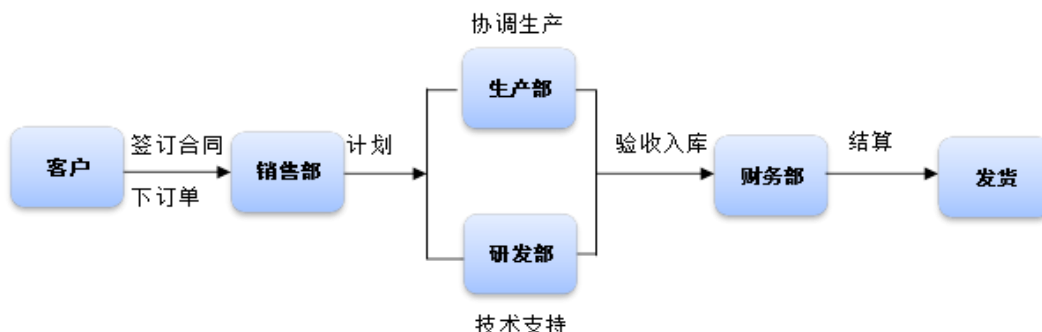 协调生产
生产部
客户
签订合同
下订单
销售部
计划
验收入库
财务部
结算
发货
研发部
技术支持